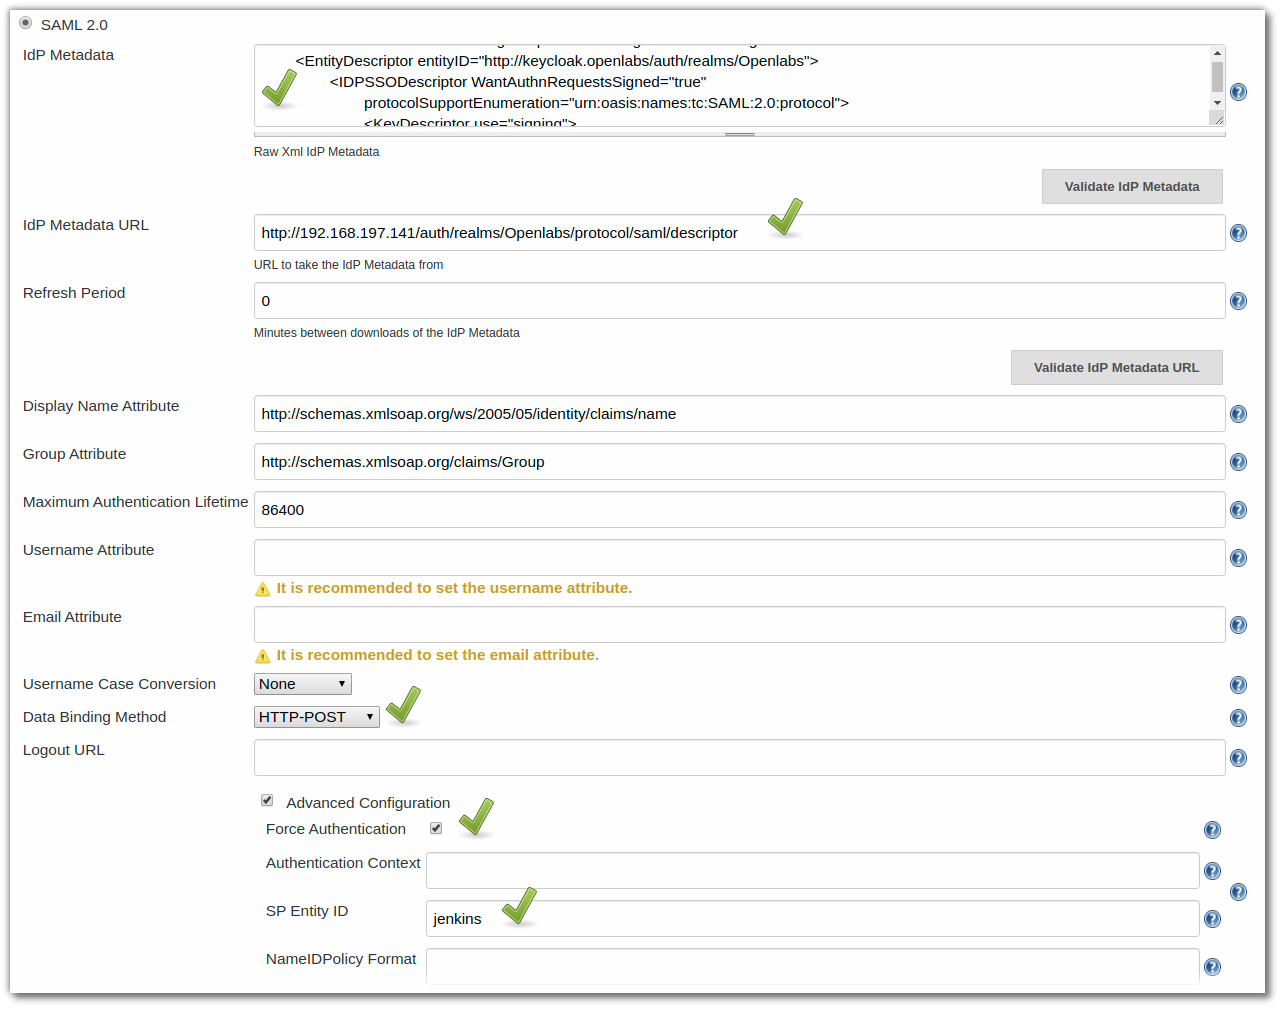 SAML 2.0
IdP Metadata
<EntityDescriptor entityID="http://keycloak.openlabs/auth/realms/Openlabs">
<IDPSSODescriptor WantAuthnRequestsSigned="true"
protocolSupportEnumeration="urn:oasis:names:tc:SAML:2.0:protocol">
<KeyDescriptor use="signing">
Raw Xml IdP Metadata
Validate IdP Metadata
IdP Metadata URL
http://192.168.197.141/auth/realms/Openlabs/protocol/saml/descriptor
URL to take the IdP Metadata from
Refresh Period
0
Minutes between downloads of the IdP Metadata
Validate IdP Metadata URL
Display Name Attribute
http://schemas.xmlsoap.org/ws/2005/05/identity/claims/name
Group Attribute
http://schemas.xmlsoap.org/claims/Group
Maximum Authentication Lifetime
86400
Username Attribute
It is recommended to set the username attribute.
Email Attribute
It is recommended to set the email attribute.
Username Case Conversion
None
Data Binding Method
HTTP-POST
Logout URL
Advanced Configuration
Force Authentication
Authentication Context
SP Entity ID
jenkins
NameIDPolicy Format